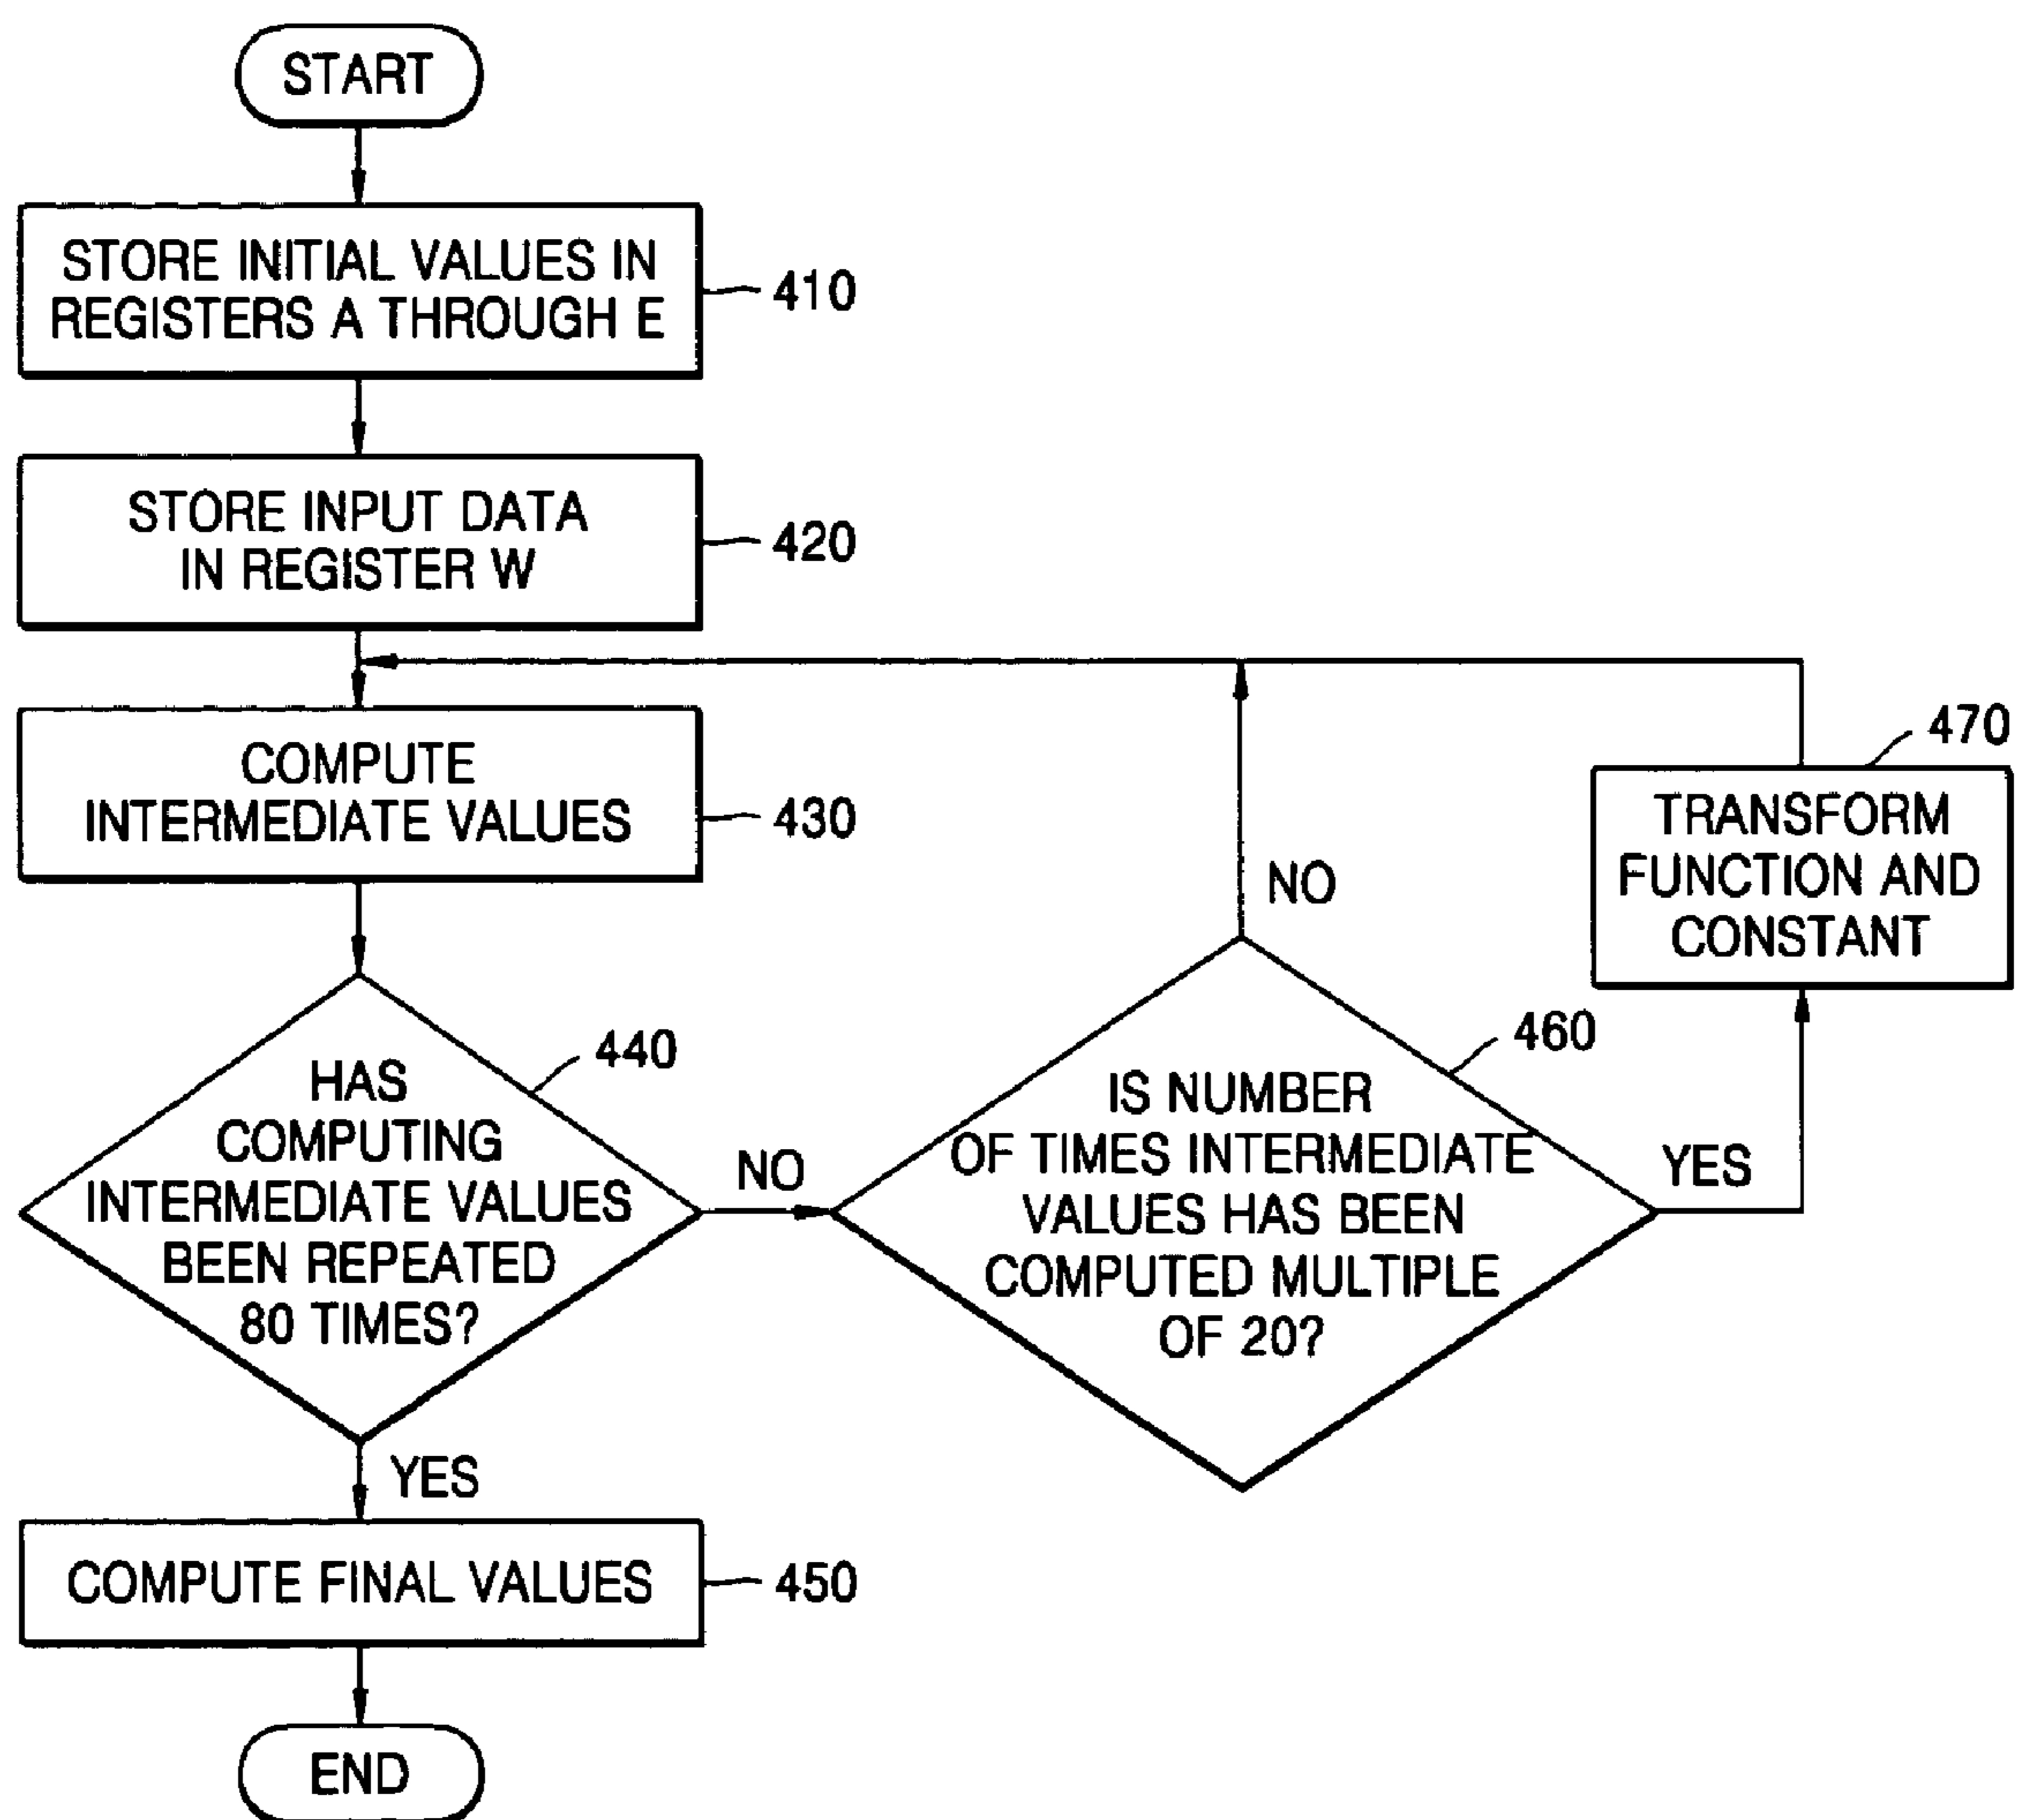 START
STORE INITIAL VALUES IN
REGISTERS A THROUGH E
410
STORE INPUT DATA
IN REGISTER W
420
COMPUTE
INTERMEDIATE VALUES
430
HAS
COMPUTING
INTERMEDIATE VALUES
BEEN REPEATED
80 TIMES?
440
NO
YES
IS NUMBER
OF TIMES INTERMEDIATE
VALUES HAS BEEN
COMPUTED MULTIPLE
OF 20?
460
NO
YES
TRANSFORM
FUNCTION AND
CONSTANT
470
COMPUTE FINAL VALUES
450
END